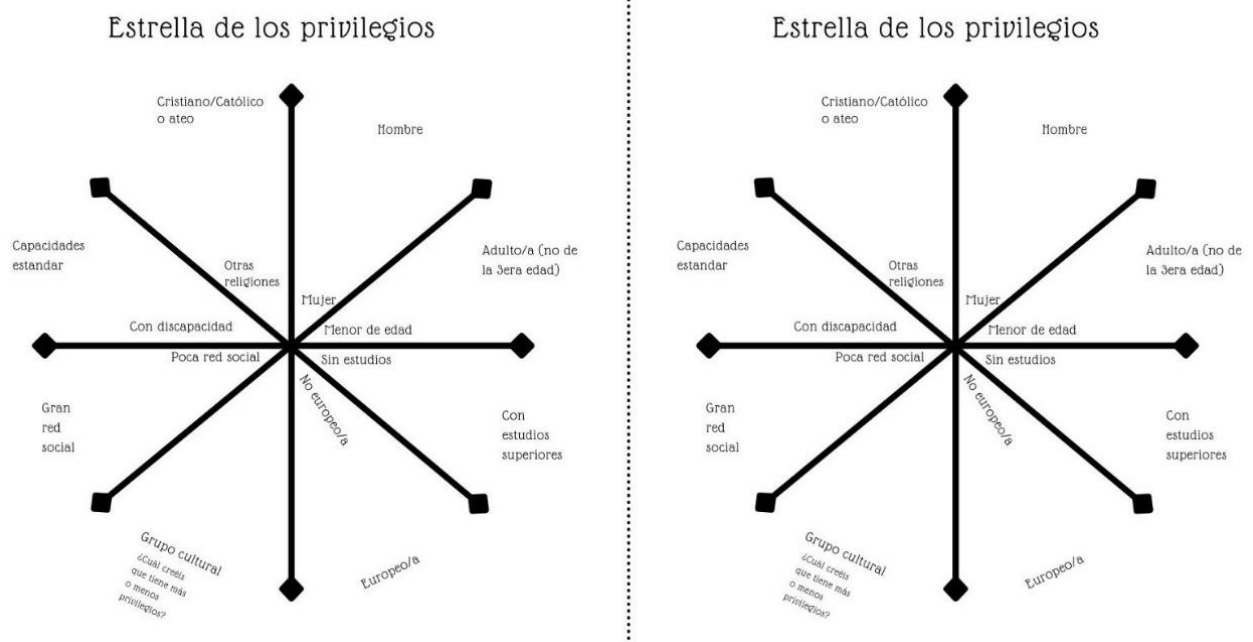 Estrella de los privilegios
Cristiano/Católico
o ateo
Hombre
Capacidades
estandar
Otras
religiones
Mujer
Adulto/a (no de
la 3era edad)
Con discapacidad
Menor de edad
Poca red social
Sin estudios
No europeo/a
Gran
red
social
Con
estudios
superiores
Grupo cultural
¿Cuál creéis
que tiene más
o menos
privilegios?
Europeo/a
Estrella de los privilegios
Cristiano/Católico
o ateo
Hombre
Capacidades
estandar
Otras
religiones
Mujer
Adulto/a (no de
la 3era edad)
Con discapacidad
Menor de edad
Poca red social
Sin estudios
No europeo/a
Gran
red
social
Con
estudios
superiores
Grupo cultural
¿Cuál creéis
que tiene más
o menos
privilegios?
Europeo/a